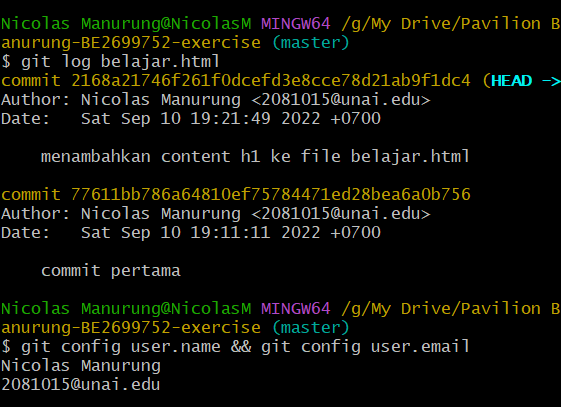 Nicolas Manurung@NicolasM MINGW64 /g/My Drive/Pavilion B
anurung-BE2699752-exercise (master)
$ git log belajar.html
commit 2168a21746f261f0dcefd3e8cce78d21ab9f1dc4 (HEAD ->
Author: Nicolas Manurung <2081015@unai.edu>
Date:   Sat Sep 10 19:21:49 2022 +0700
    menambahkan content h1 ke file belajar.html
commit 77611bb786a64810ef75784471ed28bea6a0b756
Author: Nicolas Manurung <2081015@unai.edu>
Date:   Sat Sep 10 19:11:11 2022 +0700
    commit pertama
Nicolas Manurung@NicolasM MINGW64 /g/My Drive/Pavilion B
anurung-BE2699752-exercise (master)
$ git config user.name && git config user.email
Nicolas Manurung
2081015@unai.edu